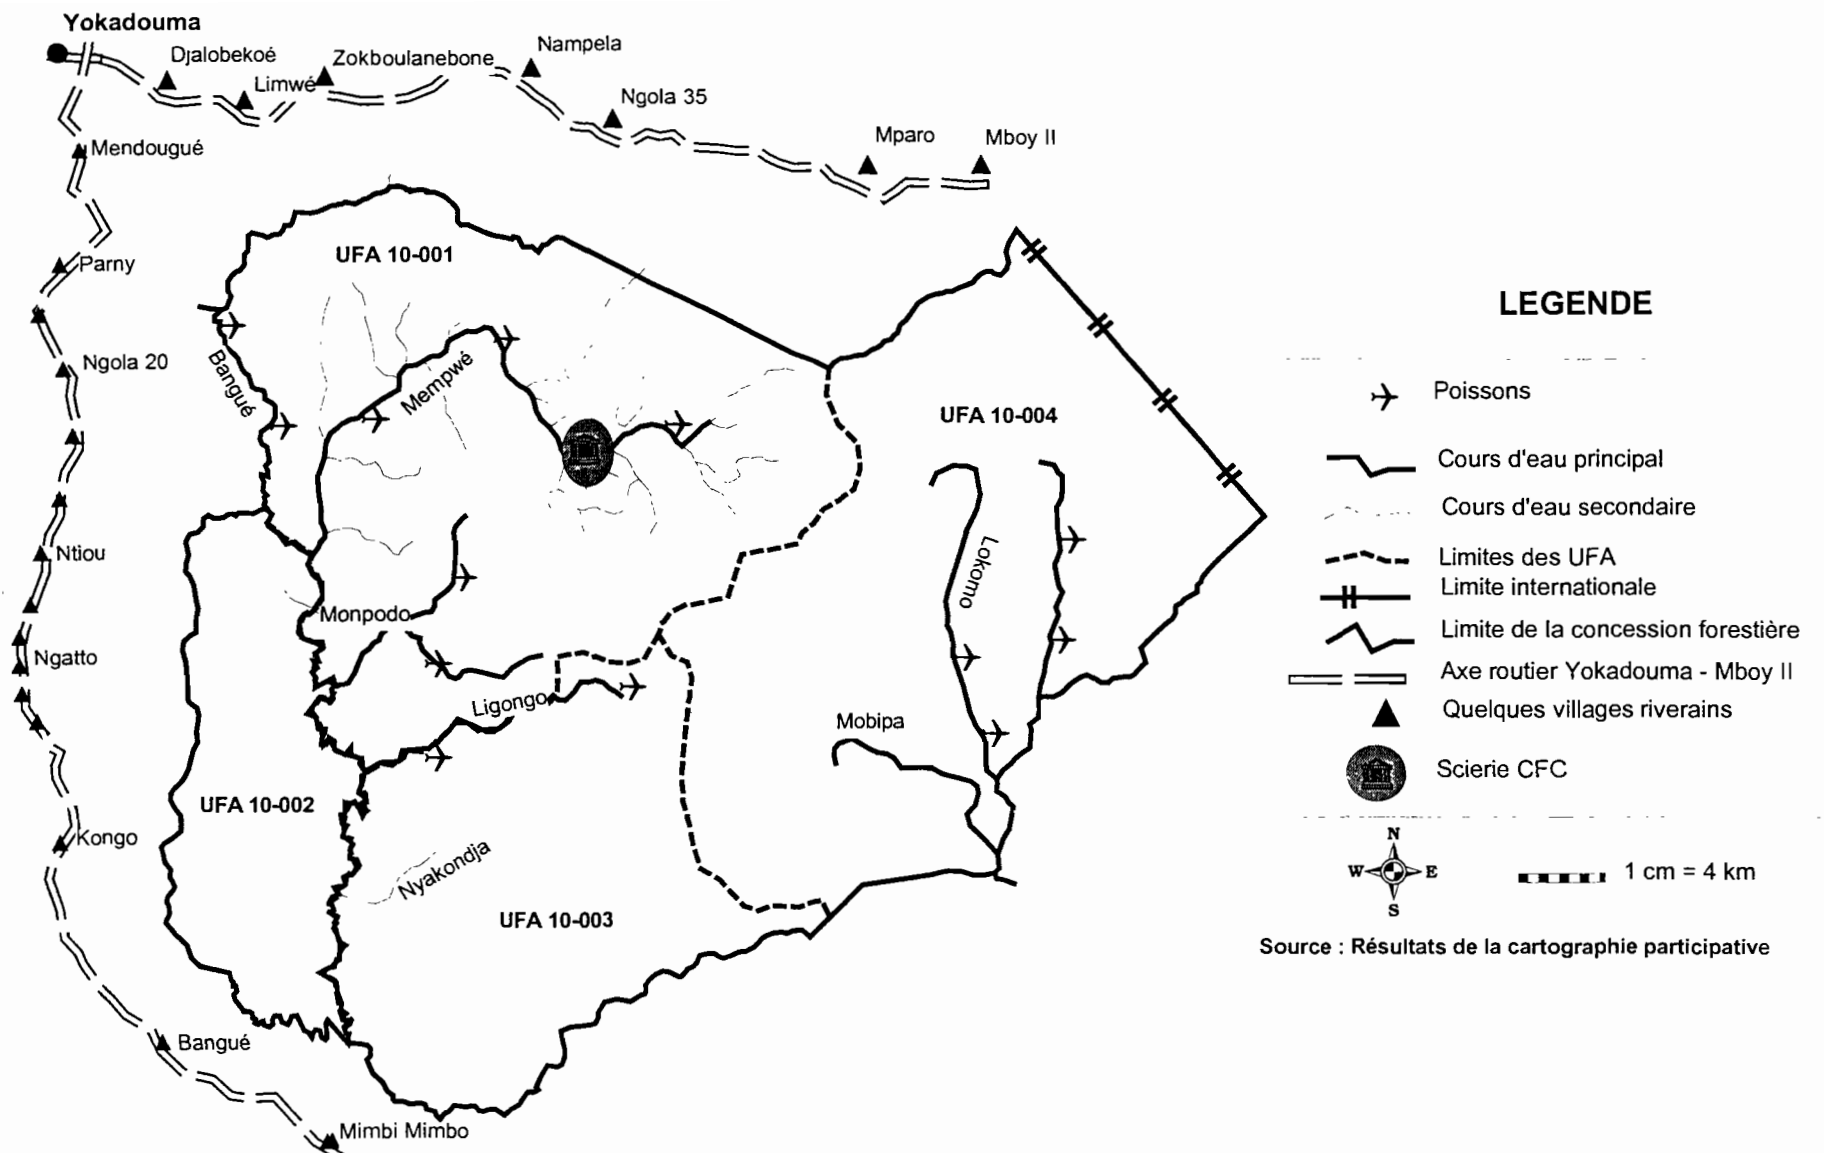 Yokadouma
Djalobekoé
Limwé
Zokboulanebone
Nampela
Ngola 35
Mparo
Mboy II
Mendougué
Parny
Ngola 20
Ntiou
Ngatto
Kongo
Bangué
Mimbi Mimbo
UFA 10-001
Bangué
Mempwé
UFA 10-004
Lokomo
Monpodo
Ligongo
Mobipa
UFA 10-002
Nyakondja
UFA 10-003
LEGENDE
Poissons
Cours d'eau principal
Cours d'eau secondaire
Limites des UFA
Limite internationale
Limite de la concession forestière
Axe routier Yokadouma - Mboy II
Quelques villages riverains
Scierie CFC
N
W E
S
1 cm = 4 km
Source : Résultats de la cartographie participative